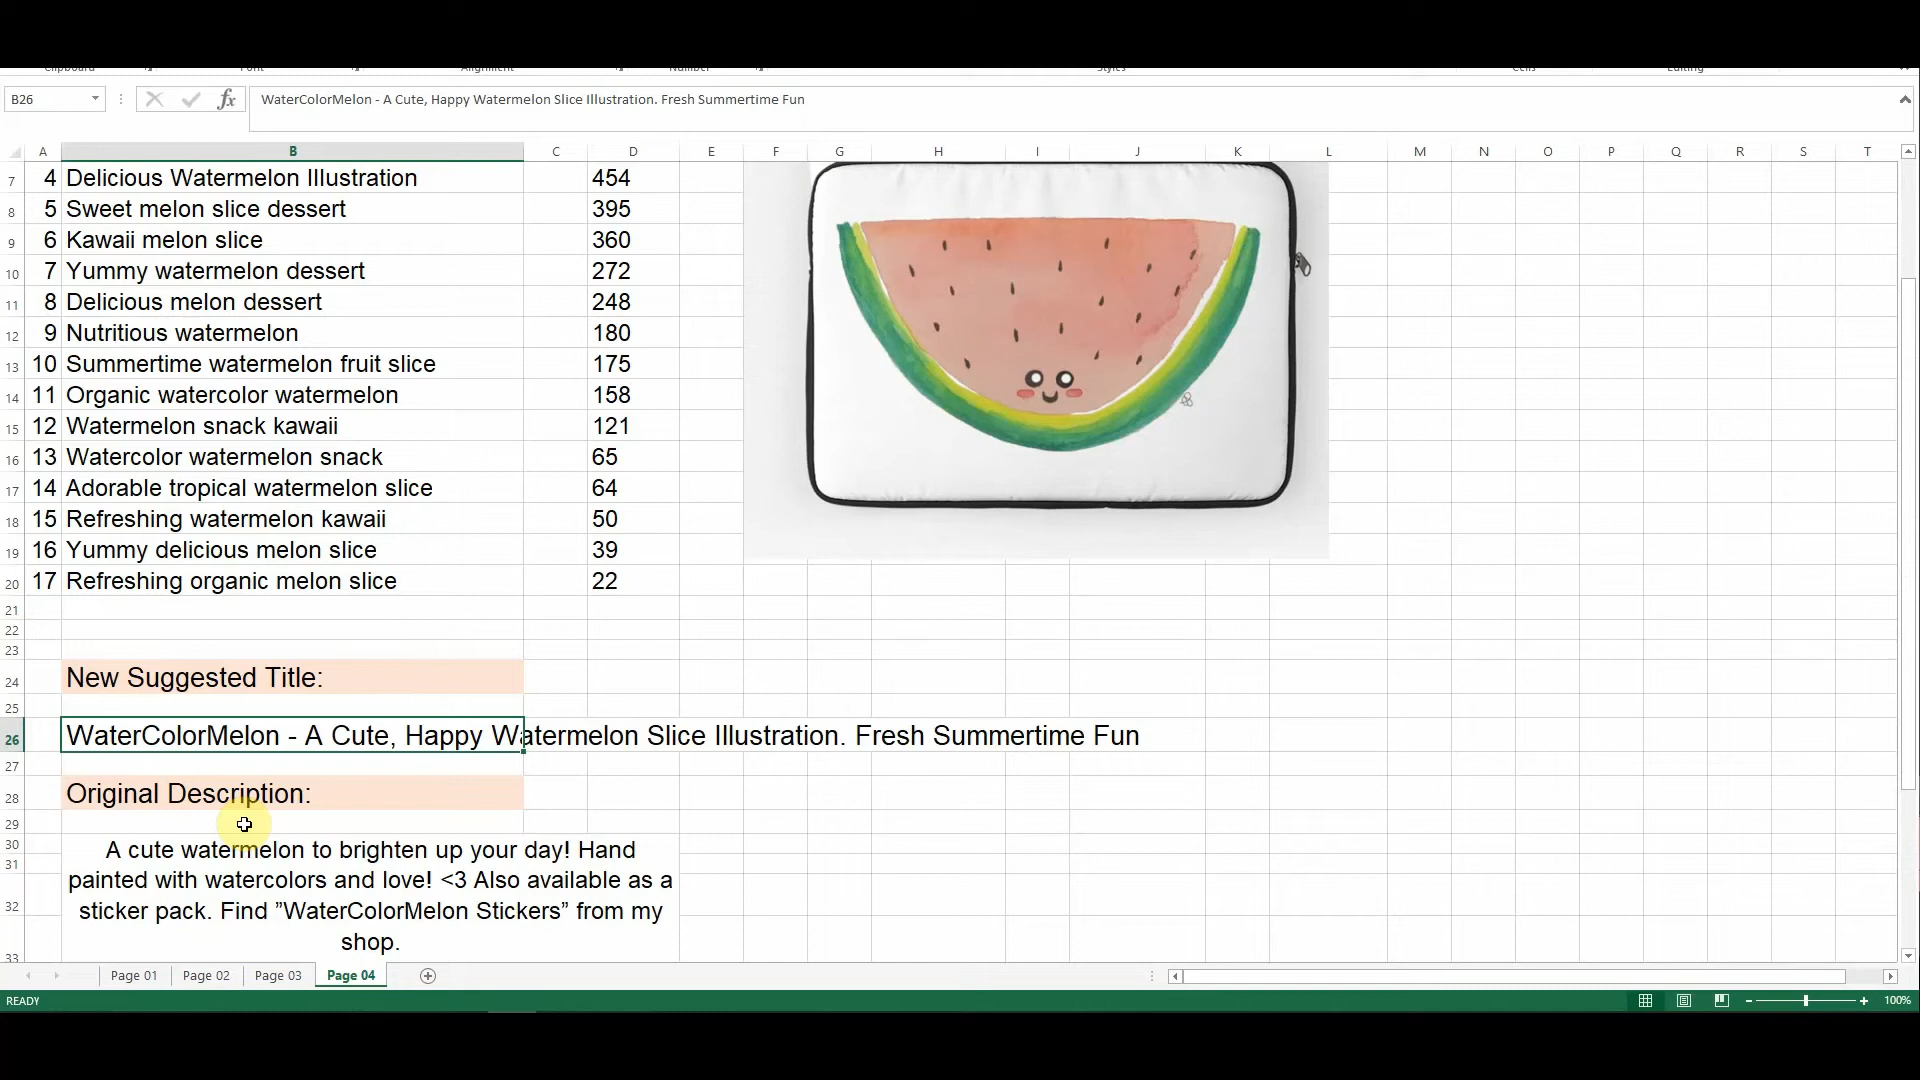 Clipboard Font Alignment Number Styles Cells Editing
B26 fx WaterColorMelon - A Cute, Happy Watermelon Slice Illustration. Fresh Summertime Fun
A B C D E F G H I J K L M N O P Q R S T
7 4 Delicious Watermelon Illustration 454
8 5 Sweet melon slice dessert 395
9 6 Kawaii melon slice 360
10 7 Yummy watermelon dessert 272
11 8 Delicious melon dessert 248
12 9 Nutritious watermelon 180
13 10 Summertime watermelon fruit slice 175
14 11 Organic watercolor watermelon 158
15 12 Watermelon snack kawaii 121
16 13 Watercolor watermelon snack 65
17 14 Adorable tropical watermelon slice 64
18 15 Refreshing watermelon kawaii 50
19 16 Yummy delicious melon slice 39
20 17 Refreshing organic melon slice 22
21
22
23
24 New Suggested Title:
25
26 WaterColorMelon - A Cute, Happy Watermelon Slice Illustration. Fresh Summertime Fun
27
28 Original Description:
29
30 A cute watermelon to brighten up your day! Hand
31 painted with watercolors and love! <3 Also available as a
32 sticker pack. Find ”WaterColorMelon Stickers” from my
33 shop.
Page 01 Page 02 Page 03 Page 04
READY 100%